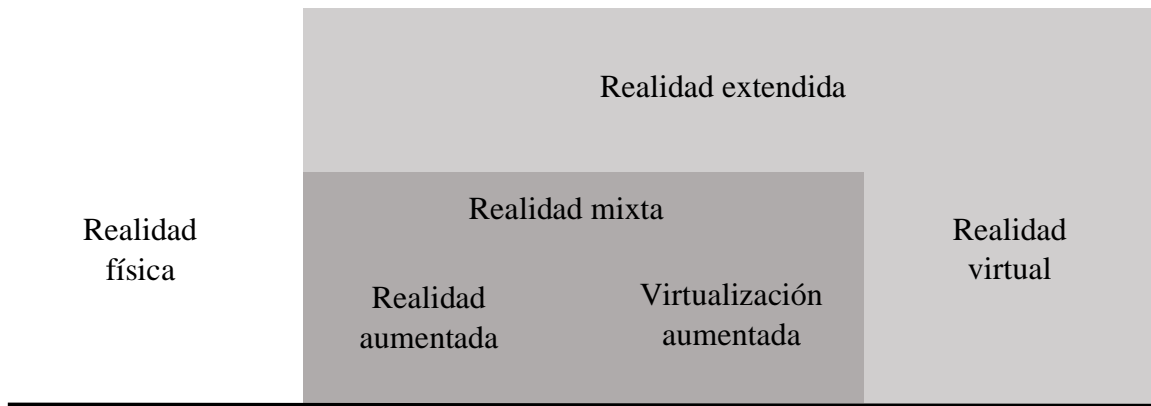 Realidad extendida
Realidad mixta
Realidad
física
Realidad
aumentada
Virtualización
aumentada
Realidad
virtual